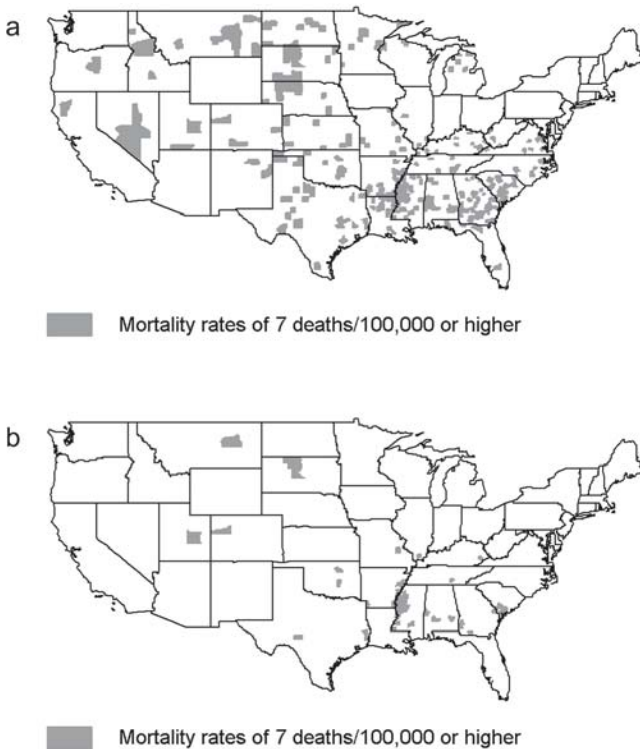 a
Mortality rates of 7 deaths/100,000 or higher
b
Mortality rates of 7 deaths/100,000 or higher